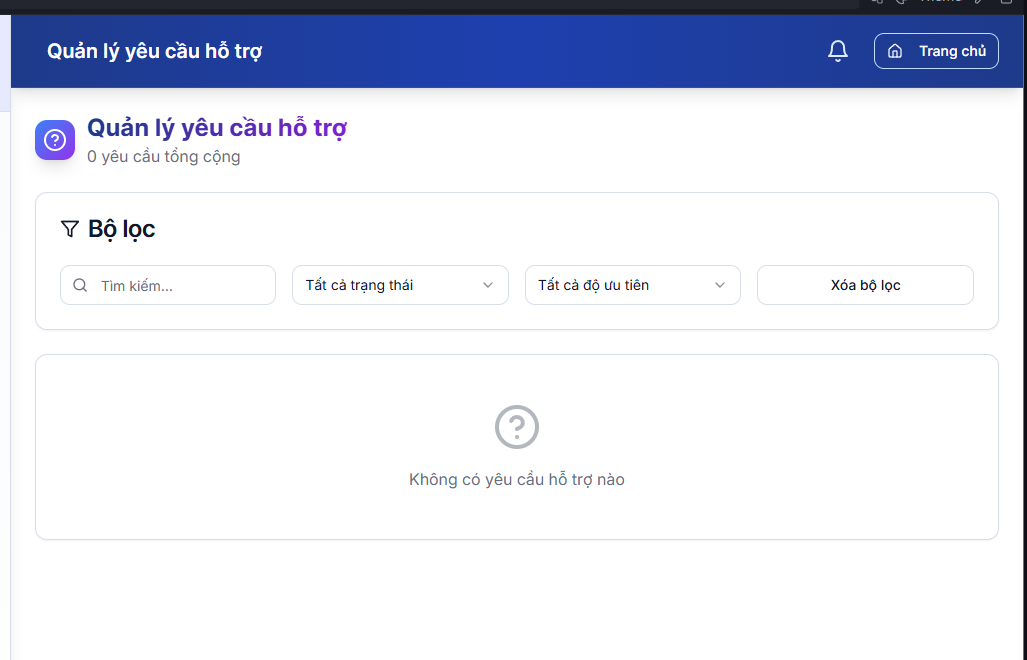 Quản lý yêu cầu hỗ trợ
Trang chủ
Quản lý yêu cầu hỗ trợ
0 yêu cầu tổng cộng
Bộ lọc
Tìm kiếm...
Tất cả trạng thái
Tất cả độ ưu tiên
Xóa bộ lọc
Không có yêu cầu hỗ trợ nào